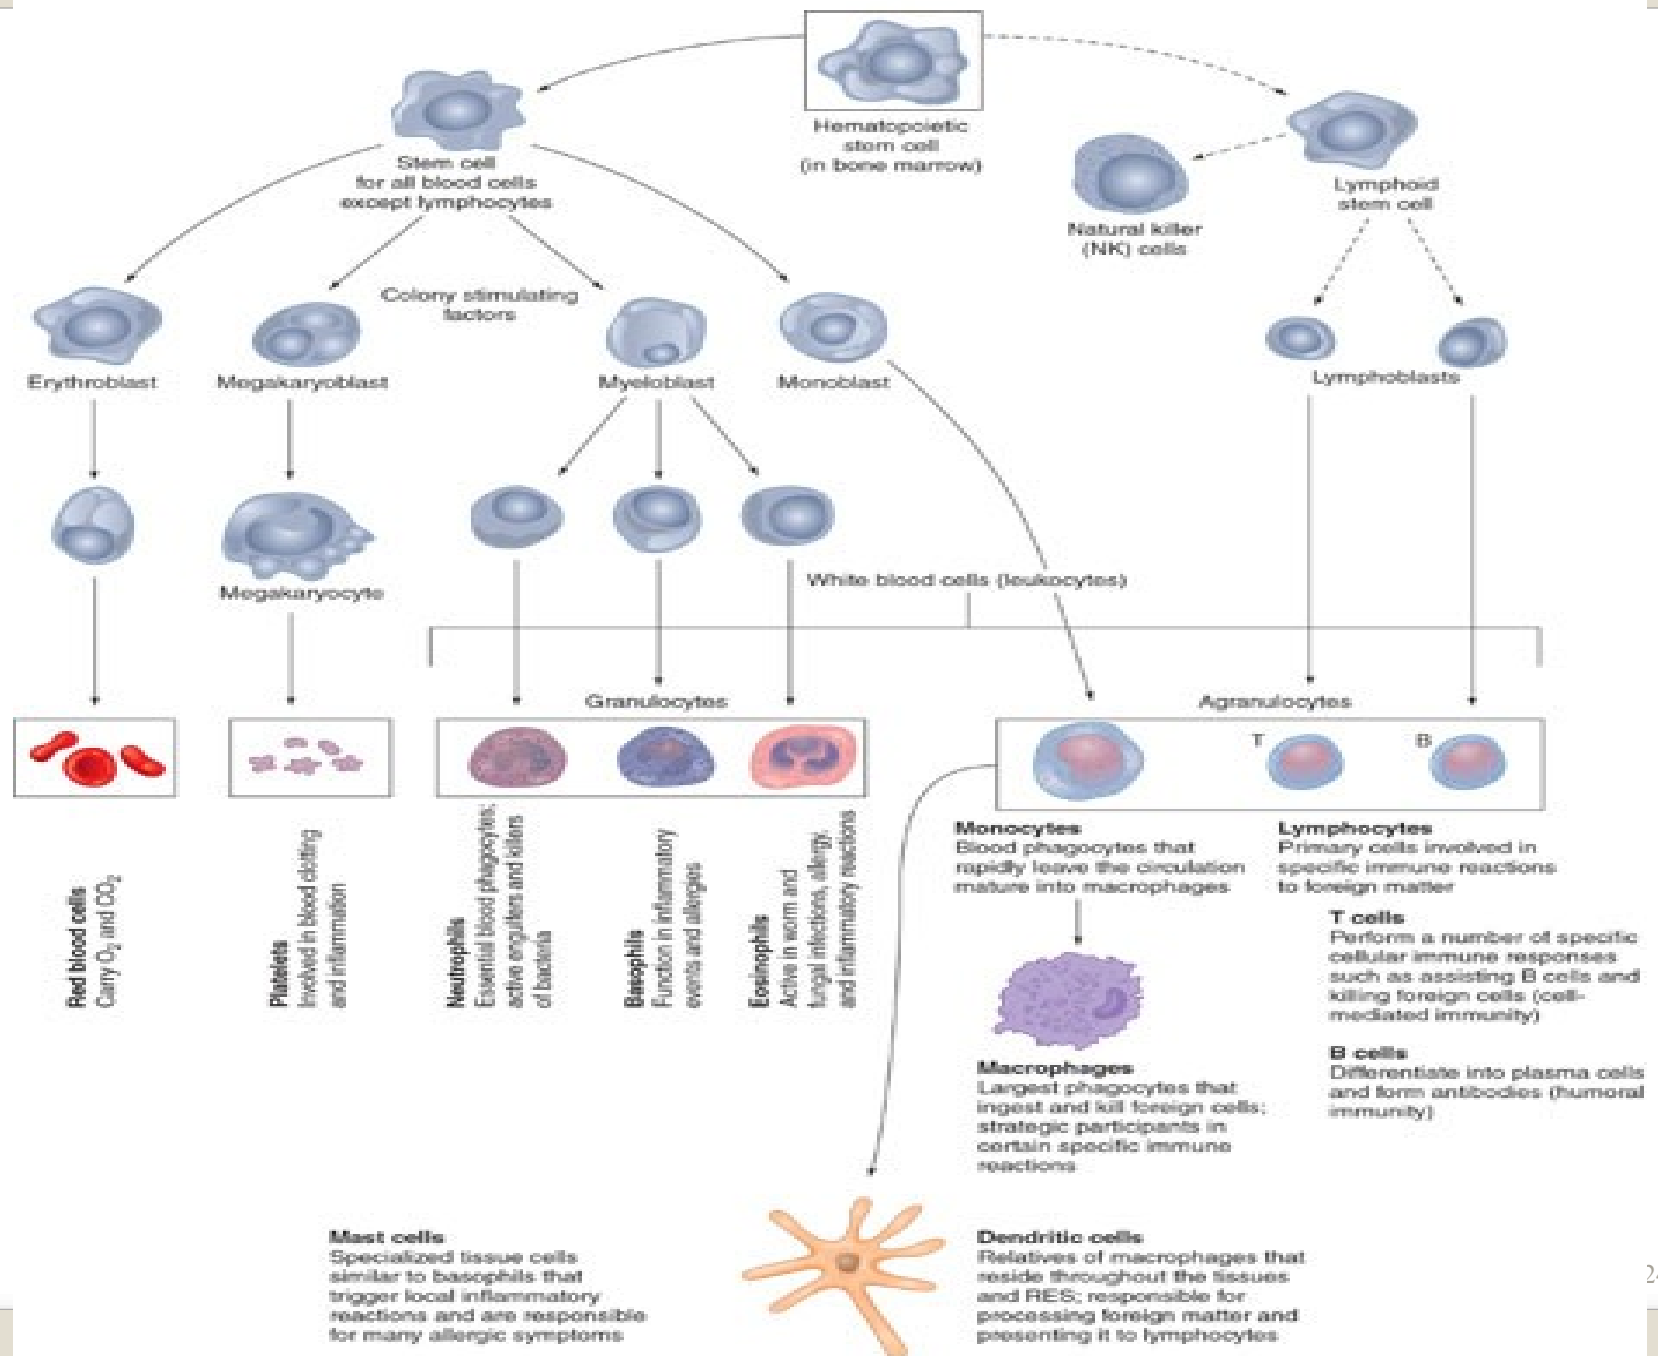 Hematopoietic
stem cell
(in bone marrow)
Stem cell
for all blood cells
except lymphocytes
Lymphoid
stem cell
Natural killer
(NK) cells
Colony stimulating
factors
Erythroblast
Megakaryoblast
Myeloblast
Monoblast
Lymphoblasts
Megakaryocyte
White blood cells (leukocytes)
Granulocytes
Agranulocytes
T
B
Red blood cells
Carry O₂ and CO₂
Platelets
Involved in blood clotting
and inflammation
Neutrophils
Essential blood phagocytes;
active engulfers and killers
of bacteria
Basophils
Function in inflammatory
events and allergies
Eosinophils
Active in worm and
fungal infections, allergy,
and inflammatory reactions
Monocytes
Blood phagocytes that
rapidly leave the circulation
mature into macrophages
Lymphocytes
Primary cells involved in
specific immune reactions
to foreign matter
T cells
Perform a number of specific
cellular immune responses
such as assisting B cells and
killing foreign cells (cell-
mediated immunity)
B cells
Differentiate into plasma cells
and form antibodies (humoral
immunity)
Macrophages
Largest phagocytes that
ingest and kill foreign cells;
strategic participants in
certain specific immune
reactions
Mast cells
Specialized tissue cells
similar to basophils that
trigger local inflammatory
reactions and are responsible
for many allergic symptoms
Dendritic cells
Relatives of macrophages that
reside throughout the tissues
and RES; responsible for
processing foreign matter and
presenting it to lymphocytes